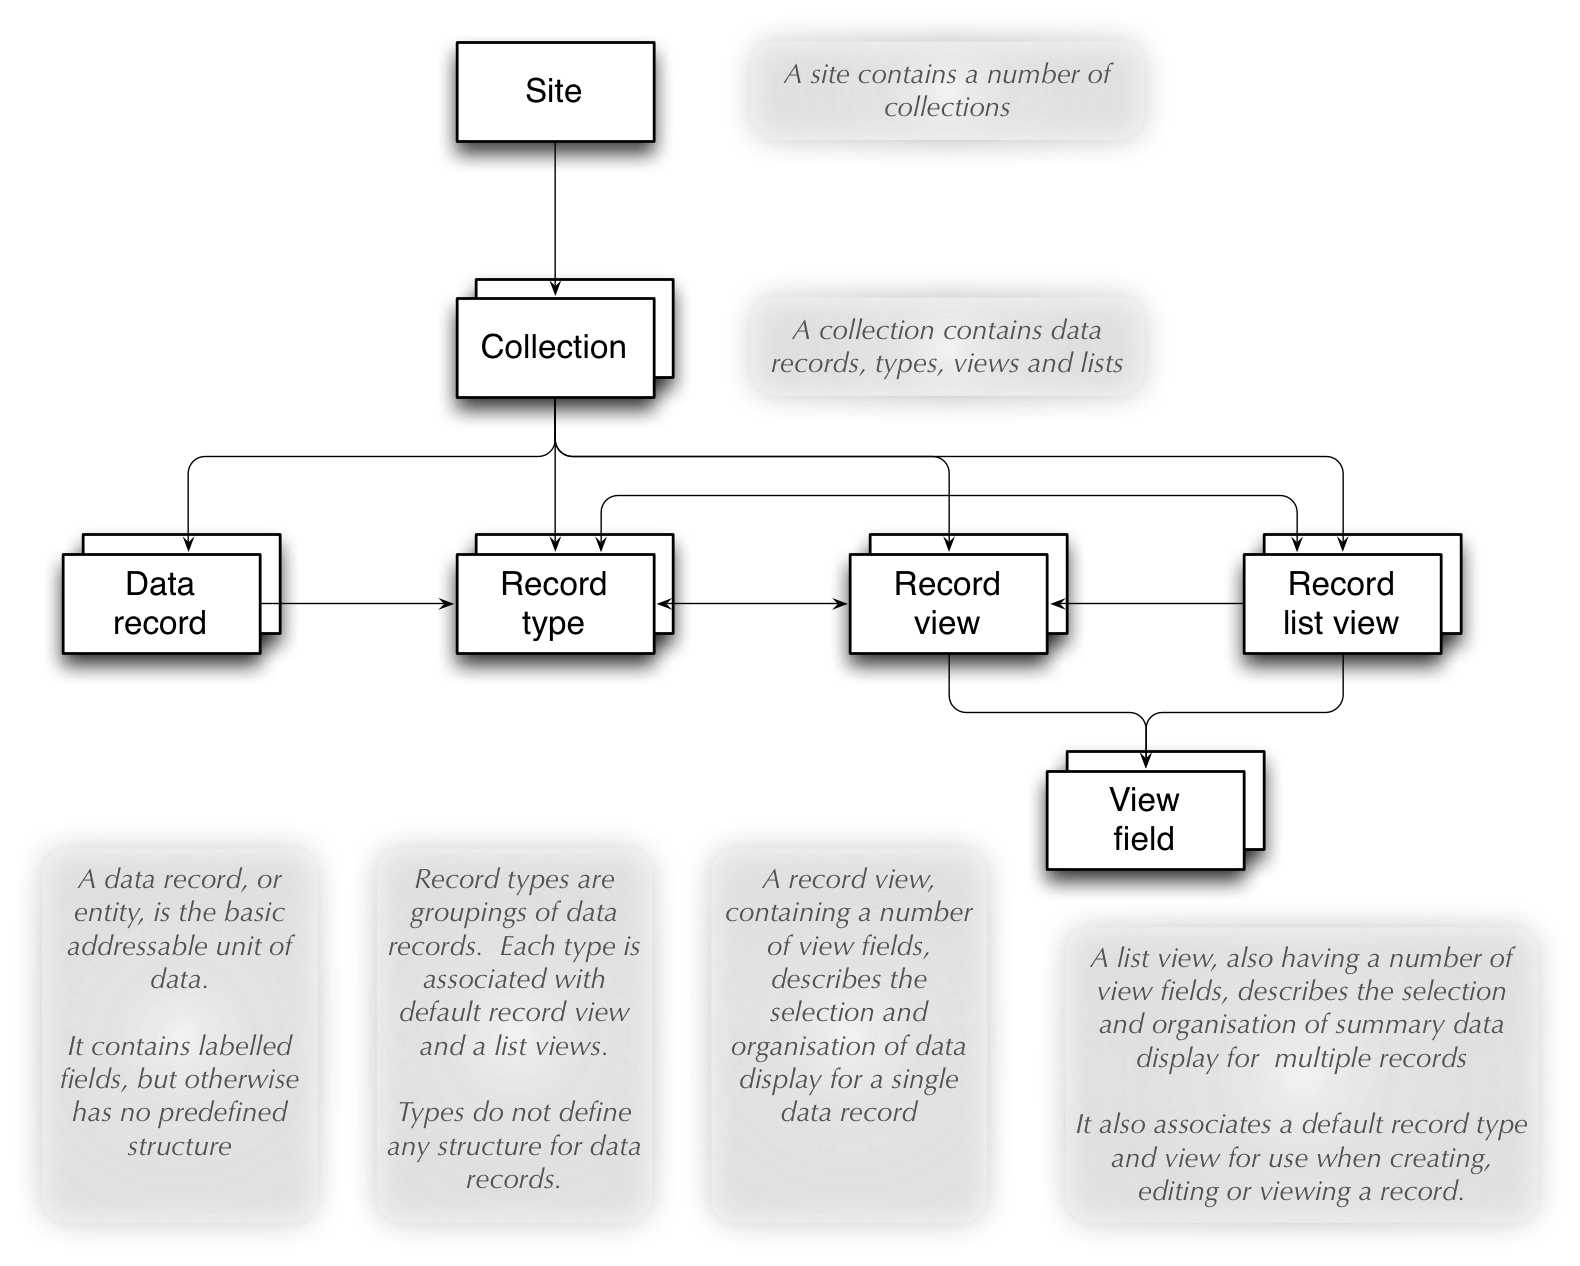 Site
A site contains a number of
collections
Collection
A collection contains data
records, types, views and lists
Data
record
Record
type
Record
view
Record
list view
View
field
A data record, or
entity, is the basic
addressable unit of
data.
It contains labelled
fields, but otherwise
has no predefined
structure
Record types are
groupings of data
records.  Each type is
associated with
default record view
and a list views.
Types do not define
any structure for data
records.
A record view,
containing a number
of view fields,
describes the
selection and
organisation of data
display for a single
data record
A list view, also having a number of
view fields, describes the selection
and organisation of summary data
display for  multiple records
It also associates a default record type
and view for use when creating,
editing or viewing a record.